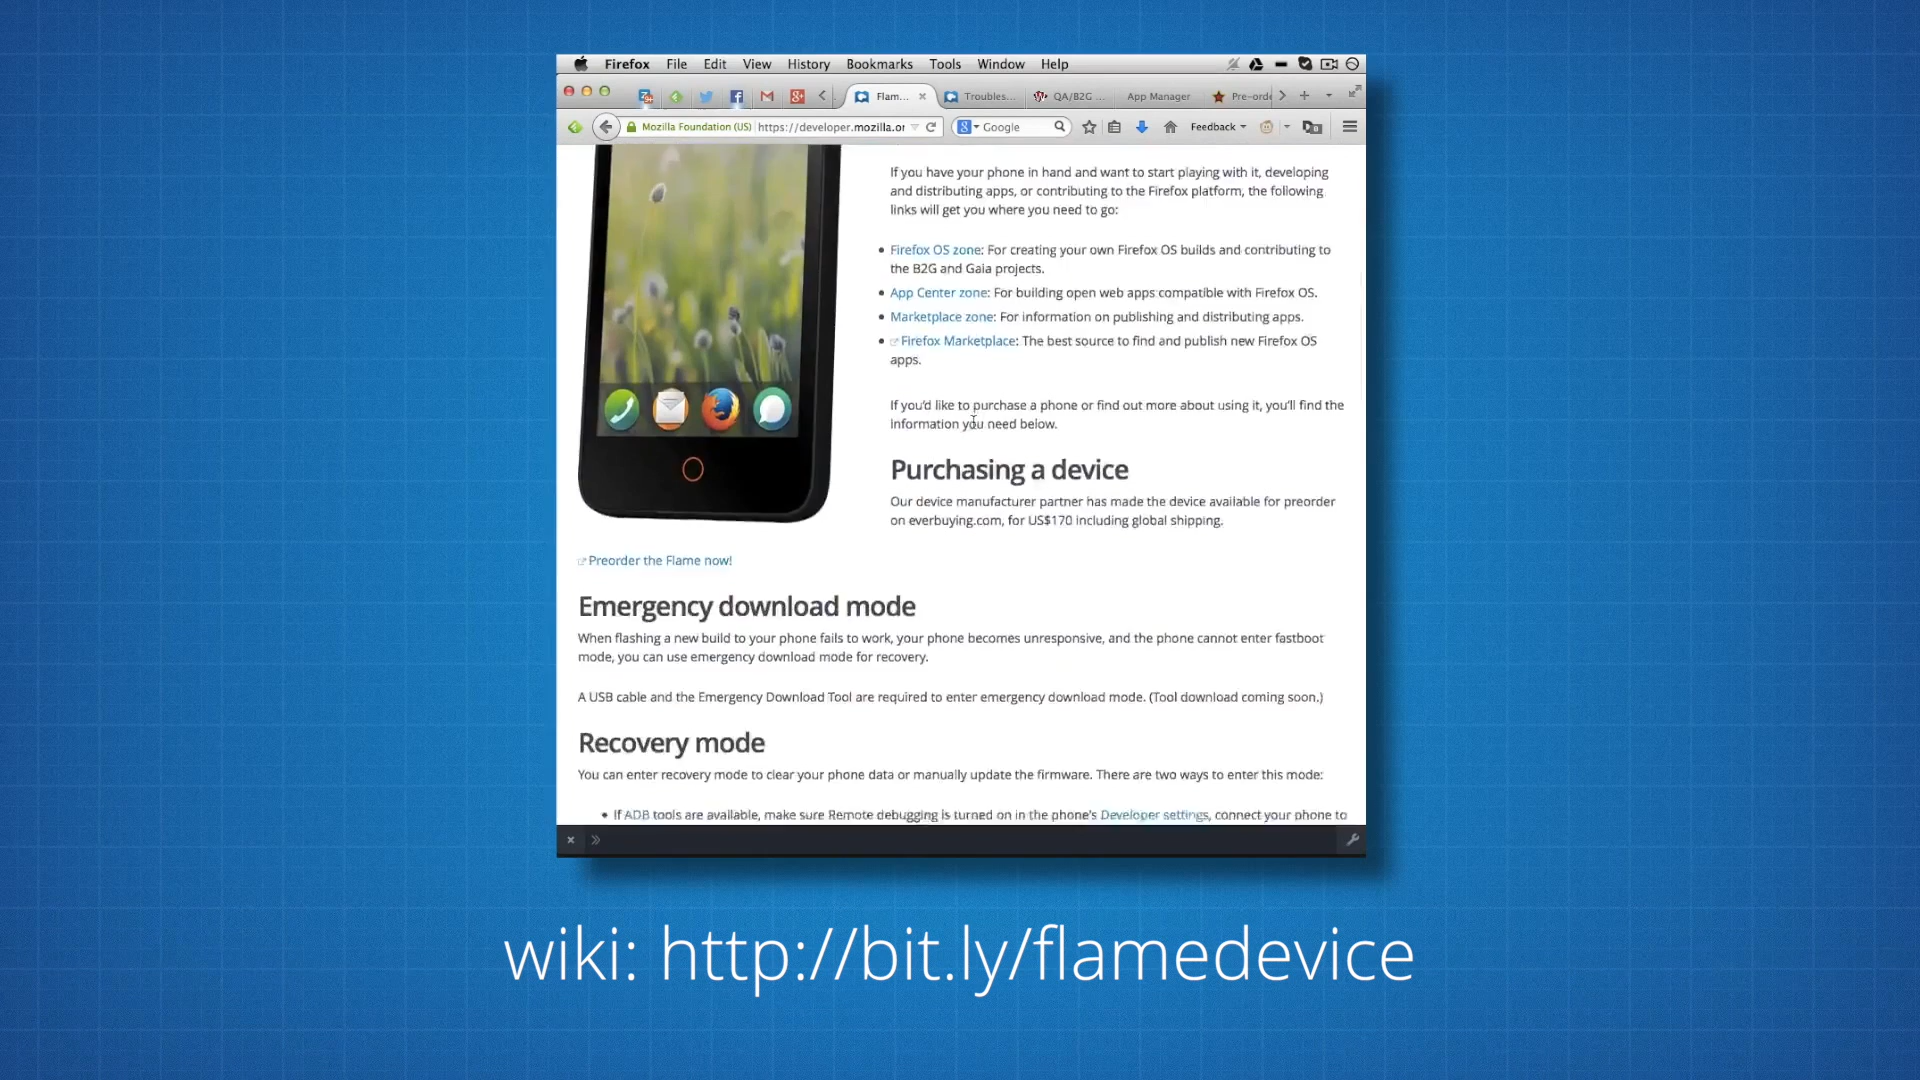 Firefox File Edit View History Bookmarks Tools Window Help
Flam... Troubles... QA/B2G ... App Manager Pre-orde
Mozilla Foundation (US) https://developer.mozilla.or Google Feedback
If you have your phone in hand and want to start playing with it, developing
and distributing apps, or contributing to the Firefox platform, the following
links will get you where you need to go:
Firefox OS zone: For creating your own Firefox OS builds and contributing to
the B2G and Gaia projects.
App Center zone: For building open web apps compatible with Firefox OS.
Marketplace zone: For information on publishing and distributing apps.
Firefox Marketplace: The best source to find and publish new Firefox OS
apps.
If you'd like to purchase a phone or find out more about using it, you'll find the
information you need below.
Purchasing a device
Our device manufacturer partner has made the device available for preorder
on everbuying.com, for US$170 including global shipping.
Preorder the Flame now!
Emergency download mode
When flashing a new build to your phone fails to work, your phone becomes unresponsive, and the phone cannot enter fastboot
mode, you can use emergency download mode for recovery.
A USB cable and the Emergency Download Tool are required to enter emergency download mode. (Tool download coming soon.)
Recovery mode
You can enter recovery mode to clear your phone data or manually update the firmware. There are two ways to enter this mode:
If ADB tools are available, make sure Remote debugging is turned on in the phone's Developer settings, connect your phone to
wiki: http://bit.ly/flamedevice